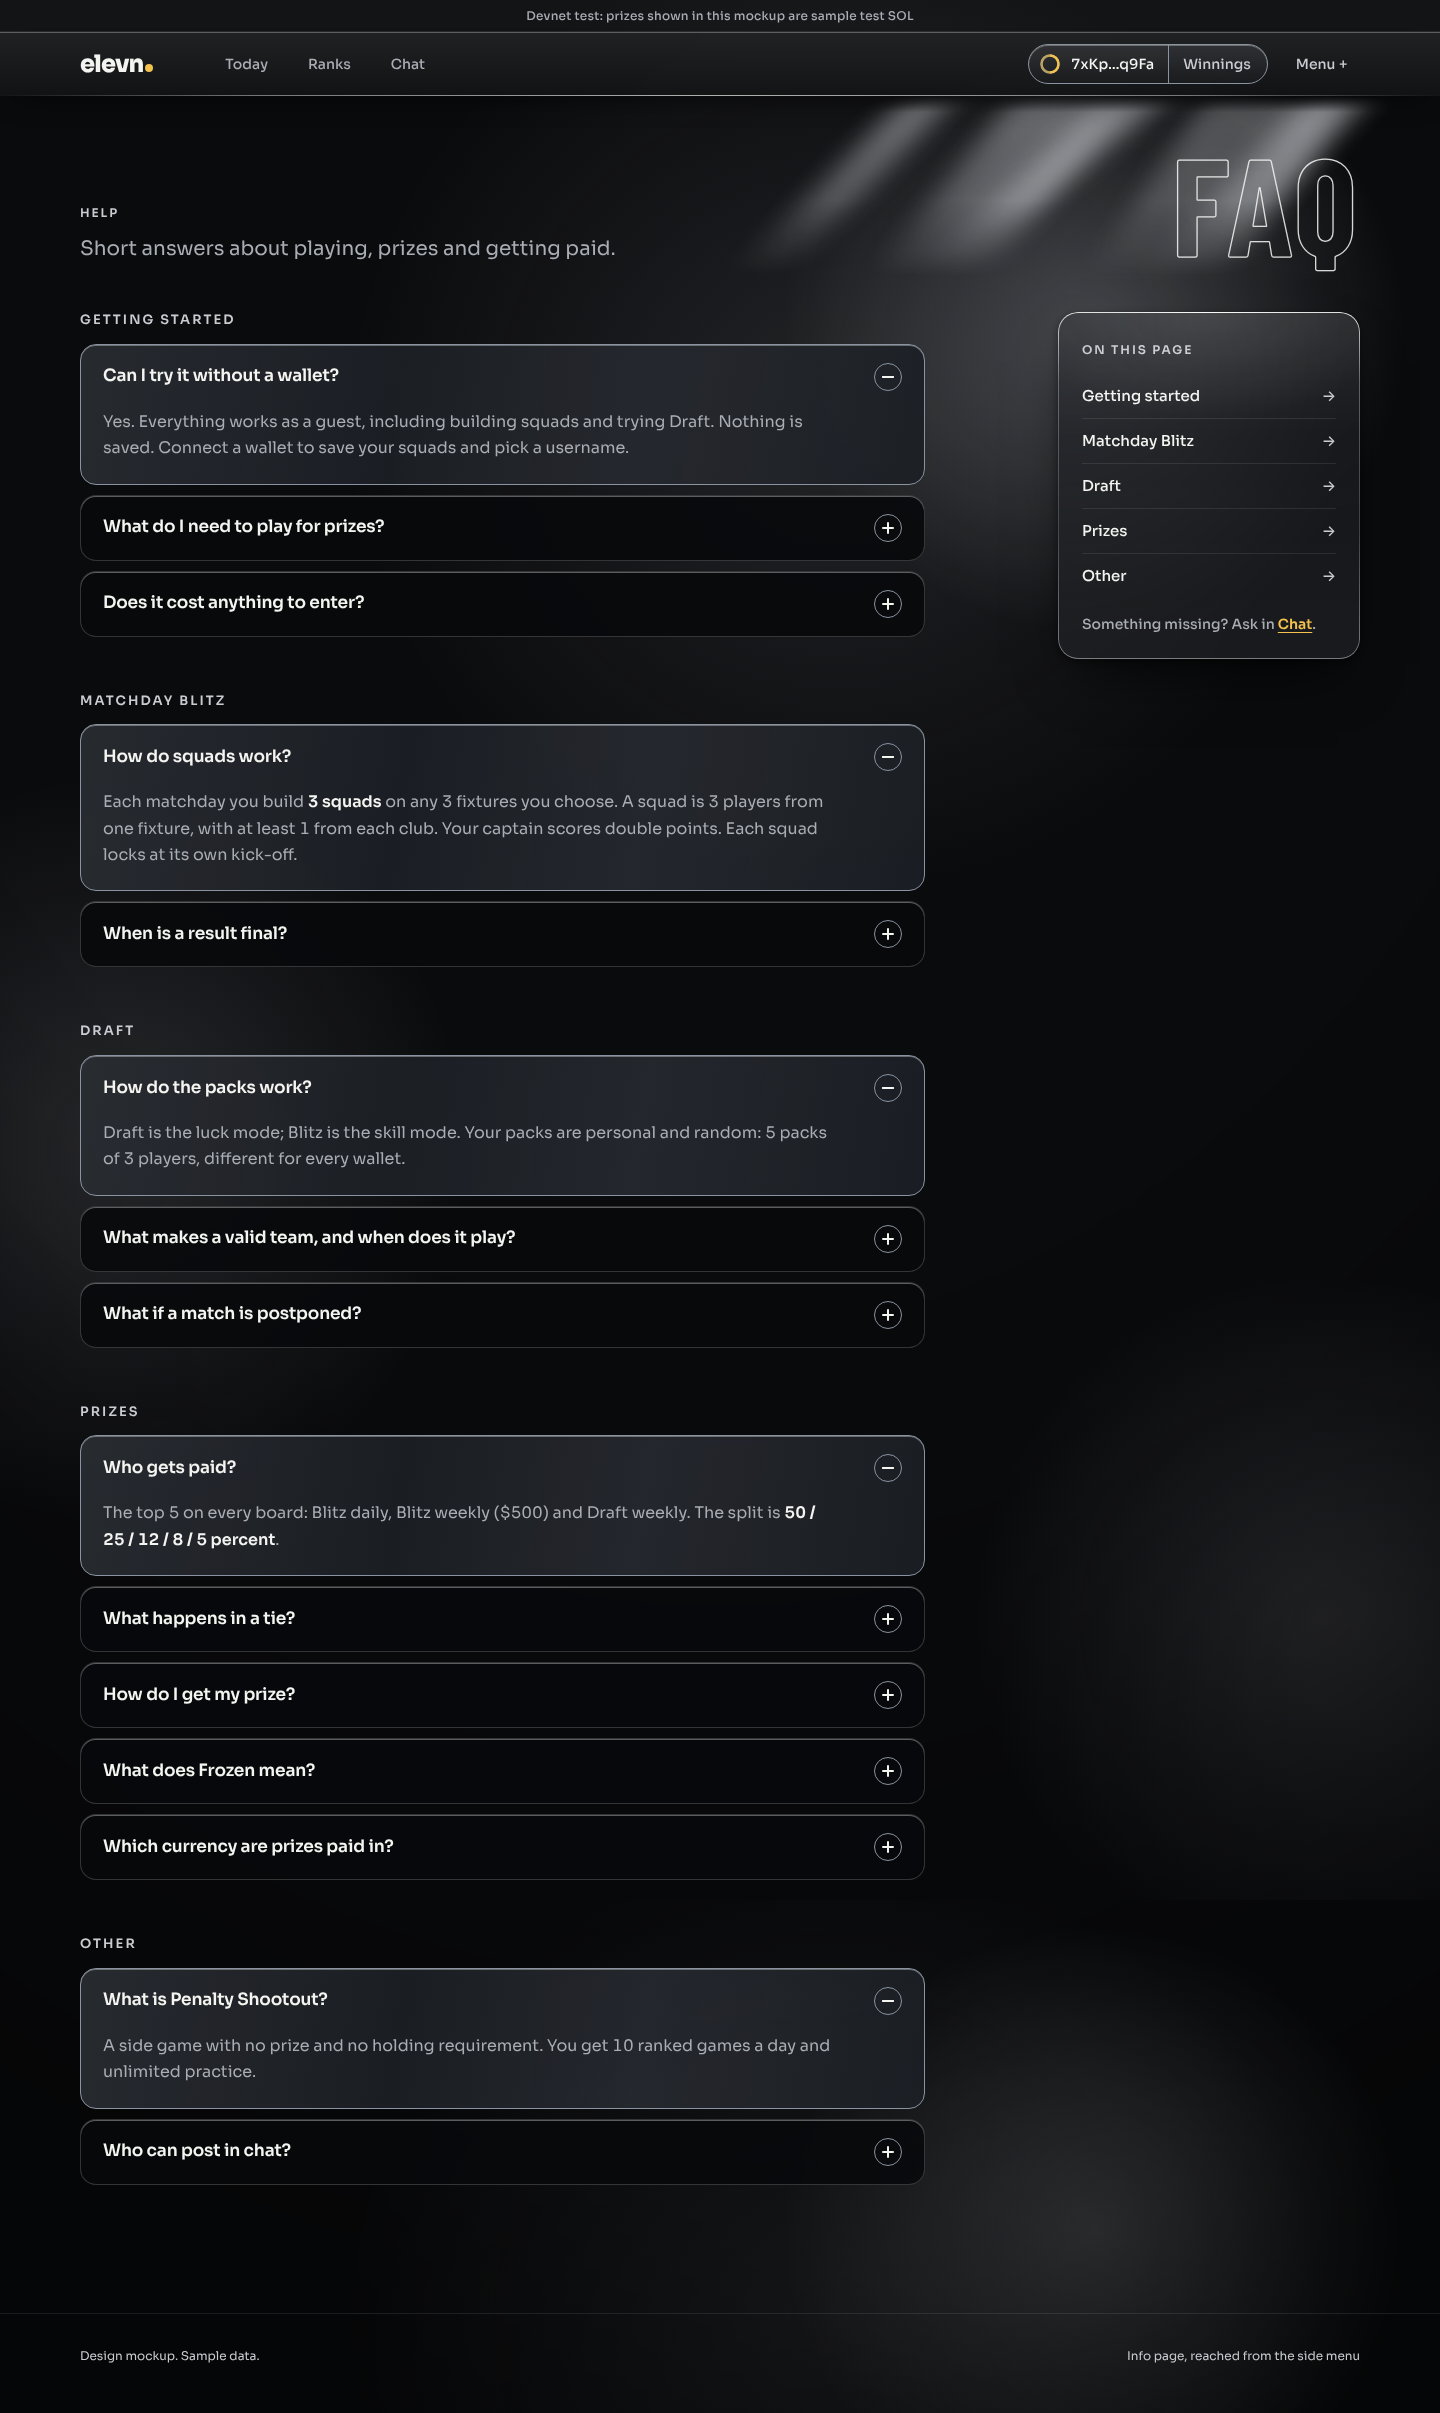 Devnet test: prizes shown in this mockup are sample test SOL
elevn.
Today
Ranks
Chat
7xKp...q9Fa
Winnings
Menu +
FAQ
HELP
Short answers about playing, prizes and getting paid.
GETTING STARTED
Can I try it without a wallet?
Yes. Everything works as a guest, including building squads and trying Draft. Nothing is
saved. Connect a wallet to save your squads and pick a username.
What do I need to play for prizes?
Does it cost anything to enter?
ON THIS PAGE
Getting started
Matchday Blitz
Draft
Prizes
Other
Something missing? Ask in Chat.
MATCHDAY BLITZ
How do squads work?
Each matchday you build 3 squads on any 3 fixtures you choose. A squad is 3 players from
one fixture, with at least 1 from each club. Your captain scores double points. Each squad
locks at its own kick-off.
When is a result final?
DRAFT
How do the packs work?
Draft is the luck mode; Blitz is the skill mode. Your packs are personal and random: 5 packs
of 3 players, different for every wallet.
What makes a valid team, and when does it play?
What if a match is postponed?
PRIZES
Who gets paid?
The top 5 on every board: Blitz daily, Blitz weekly ($500) and Draft weekly. The split is 50 /
25 / 12 / 8 / 5 percent.
What happens in a tie?
How do I get my prize?
What does Frozen mean?
Which currency are prizes paid in?
OTHER
What is Penalty Shootout?
A side game with no prize and no holding requirement. You get 10 ranked games a day and
unlimited practice.
Who can post in chat?
Design mockup. Sample data.
Info page, reached from the side menu